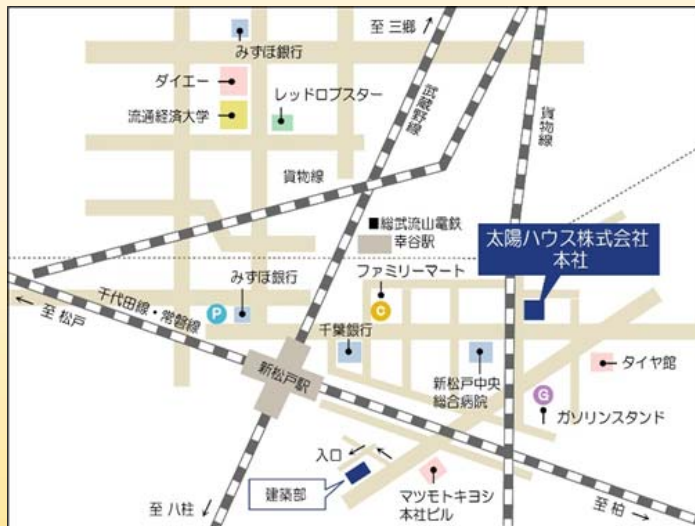 至 三郷
みずほ銀行
ダイエー
流通経済大学
レッドロブスター
武蔵野線
貨物線
貨物線
■総武流山電鉄
幸谷駅
太陽ハウス株式会社
本社
みずほ銀行
ファミリーマート
千代田線・常磐線
至 松戸
P
C
千葉銀行
新松戸駅
新松戸中央
総合病院
タイヤ館
G
ガソリンスタンド
入口
建築部
マツモトキヨシ
本社ビル
至 八柱
至 柏